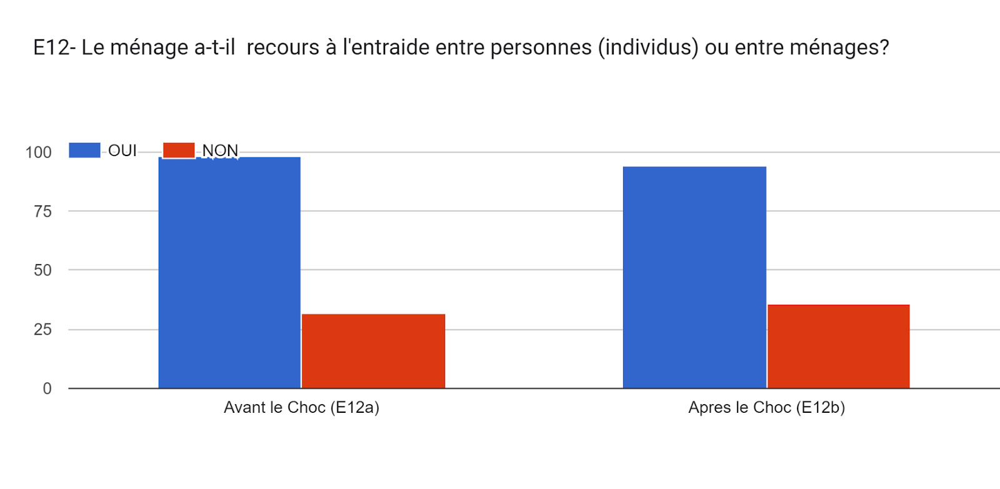 E12- Le ménage a-t-il  recours à l'entraide entre personnes (individus) ou entre ménages?
OUI NON
100
75
50
25
0
Avant le Choc (E12a) Apres le Choc (E12b)